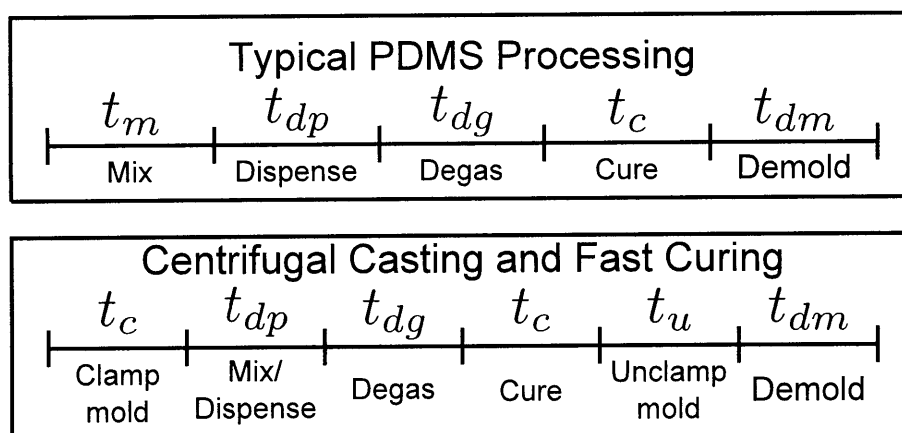 Typical PDMS Processing
t_m t_dp t_dg t_c t_dm
Mix Dispense Degas Cure Demold
Centrifugal Casting and Fast Curing
t_c t_dp t_dg t_c t_u t_dm
Clamp mold Mix/ Dispense Degas Cure Unclamp mold Demold